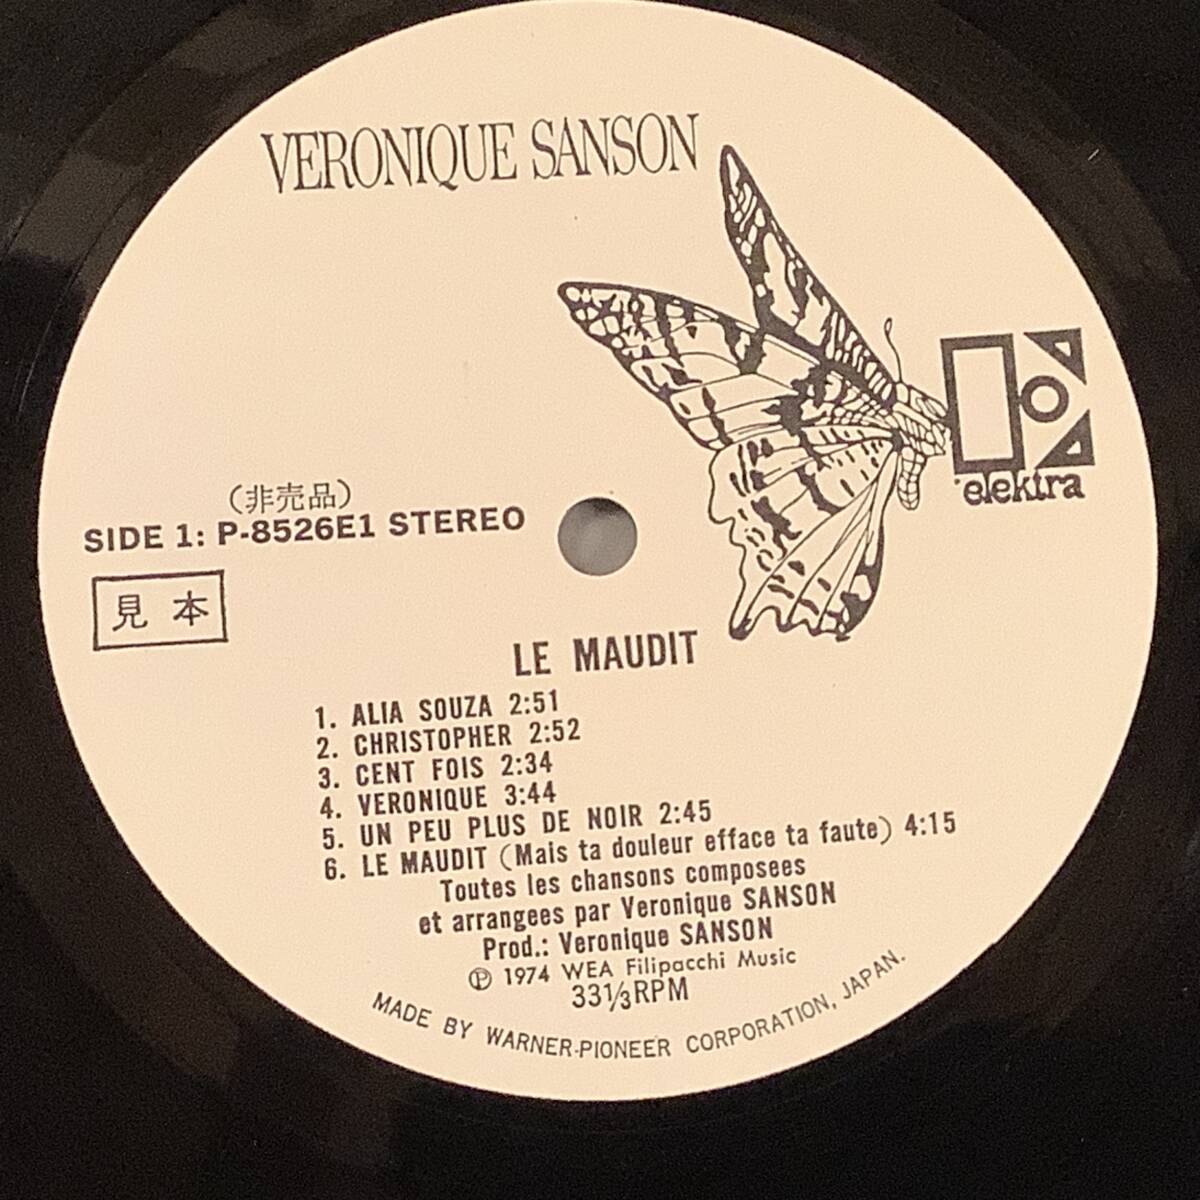 VERONIQUE SANSON
elektra
(非売品)
SIDE 1: P-8526E1 STEREO
見本
LE MAUDIT
1. ALIA SOUZA 2:51
2. CHRISTOPHER 2:52
3. CENT FOIS 2:34
4. VERONIQUE 3:44
5. UN PEU PLUS DE NOIR 2:45
6. LE MAUDIT (Mais ta douleur efface ta faute) 4:15
Toutes les chansons composees
et arrangees par Veronique SANSON
Prod.: Veronique SANSON
℗ 1974 WEA Filipacchi Music
33⅓RPM
MADE BY WARNER-PIONEER CORPORATION, JAPAN.